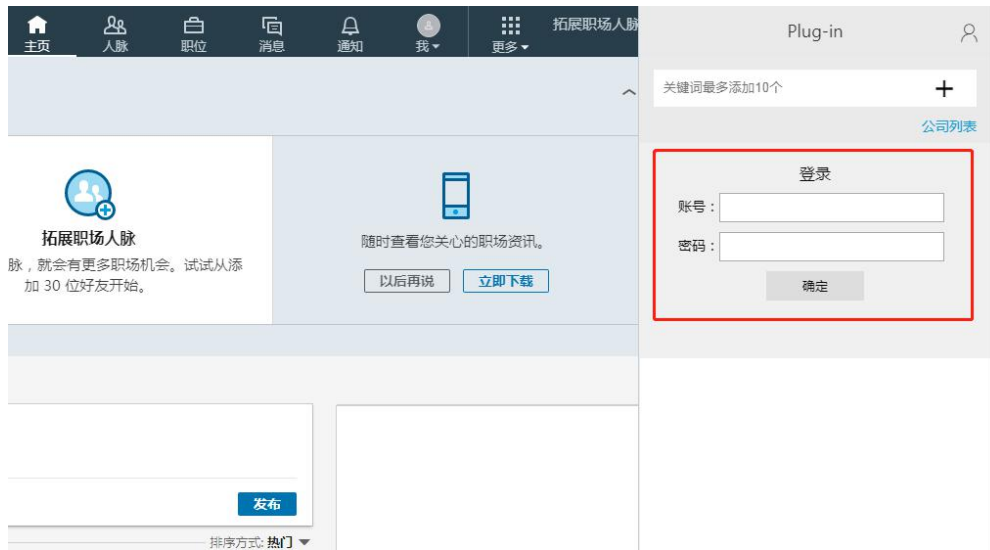 主页
人脉
职位
消息
通知
我
更多
拓展职场人脉
Plug-in
关键词最多添加10个
公司列表
登录
账号：
密码：
确定
拓展职场人脉
脉，就会有更多职场机会。试试从添
加 30 位好友开始。
随时查看您关心的职场资讯。
以后再说
立即下载
发布
排序方式: 热门